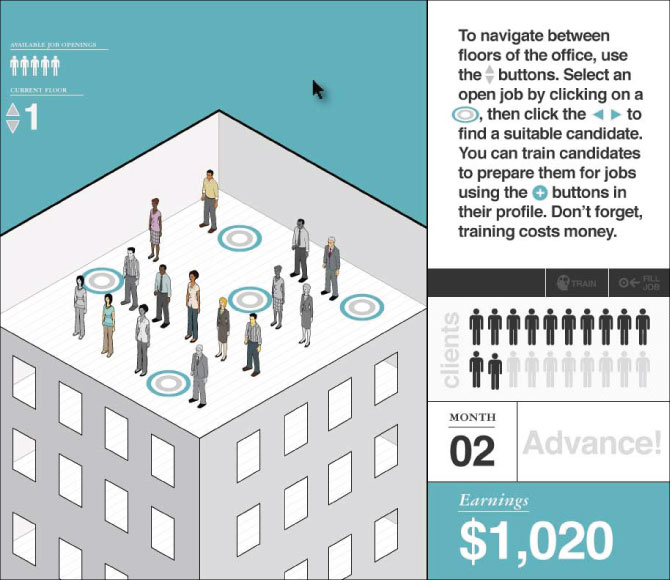 AVAILABLE JOB OPENINGS
CURRENT FLOOR
1
To navigate between
floors of the office, use
the buttons. Select an
open job by clicking on a
, then click the to
find a suitable candidate.
You can train candidates
to prepare them for jobs
using the + buttons in
their profile. Don't forget,
training costs money.
TRAIN
FILL
JOB
clients
MONTH
02
Advance!
Earnings
$1,020